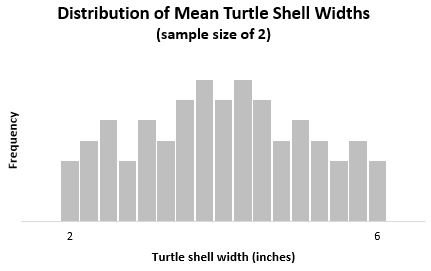 Distribution of Mean Turtle Shell Widths
(sample size of 2)
Frequency
2
6
Turtle shell width (inches)